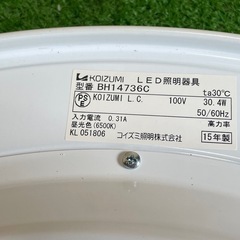 KOIZUMI LED照明器具
型番 BH14736C ta30℃
PSE KOIZUMI L.C. 100V 30.4W
50/60Hz
入力電流 0.31A 高力率
昼光色(6500K)
KL051806 コイズミ照明株式会社 15年製